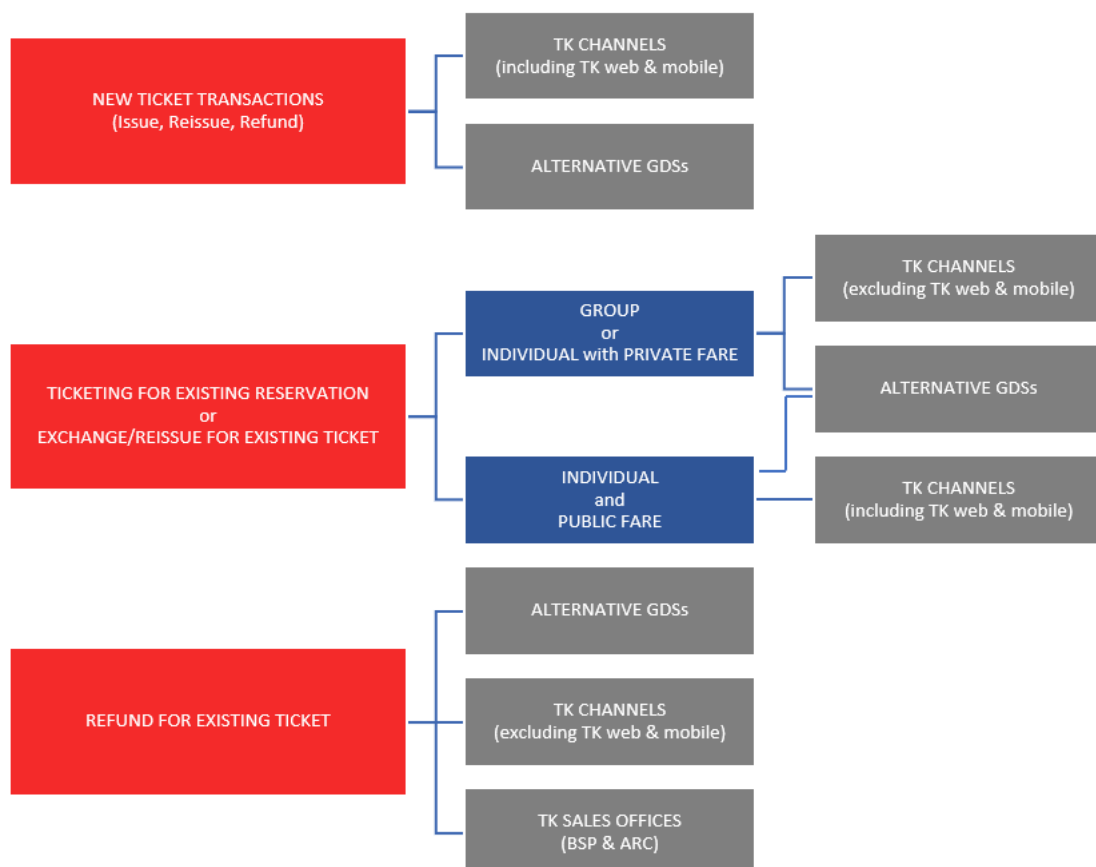 NEW TICKET TRANSACTIONS
(Issue, Reissue, Refund)
TK CHANNELS
(including TK web & mobile)
ALTERNATIVE GDSs
TICKETING FOR EXISTING RESERVATION
or
EXCHANGE/REISSUE FOR EXISTING TICKET
GROUP
or
INDIVIDUAL with PRIVATE FARE
INDIVIDUAL
and
PUBLIC FARE
TK CHANNELS
(excluding TK web & mobile)
ALTERNATIVE GDSs
TK CHANNELS
(including TK web & mobile)
REFUND FOR EXISTING TICKET
ALTERNATIVE GDSs
TK CHANNELS
(excluding TK web & mobile)
TK SALES OFFICES
(BSP & ARC)